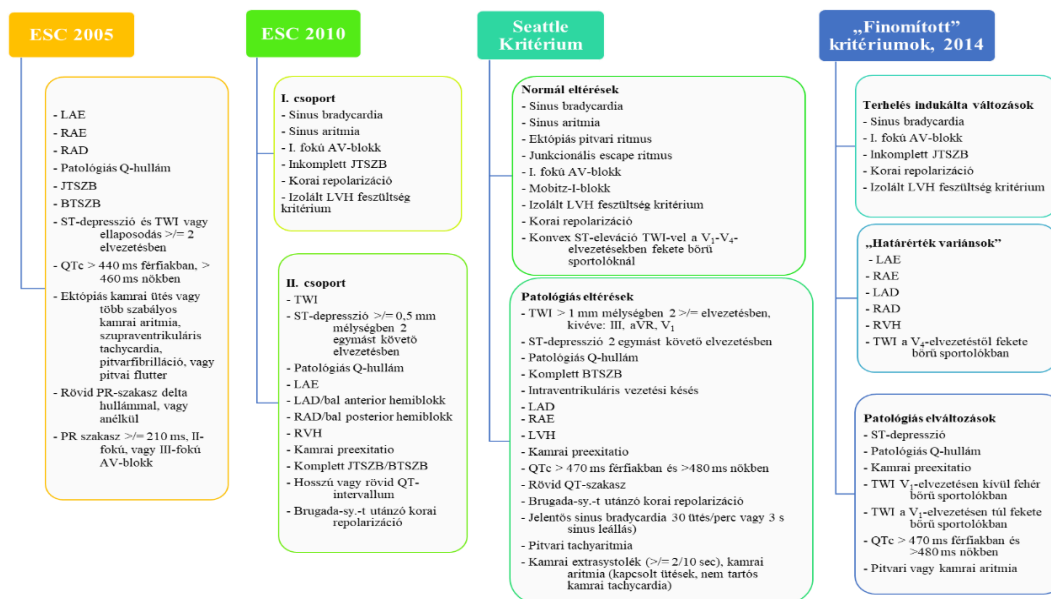 ESC 2005
- LAE
- RAE
- RAD
- Patológiás Q-hullám
- JTSZB
- BTSZB
- ST-depresszió és TWI vagy
ellaposodás >/= 2
elvezetésben
- QTc > 440 ms férfiakban, >
460 ms nökben
- Ektópiás kamrai ütés vagy
több szabályos
kamrai aritmia,
szupraventrikuláris
tachycardia,
pitvarfibrilláció, vagy
pitvai flutter
- Rövid PR-szakasz delta
hullámmal, vagy
anélkül
- PR szakasz >/= 210 ms, II-
fokú, vagy III-fokú
AV-blokk
ESC 2010
I. csoport
- Sinus bradycardia
- Sinus aritmia
- I. fokú AV-blokk
- Inkomplett JTSZB
- Korai repolarizáció
- Izolált LVH feszültség
kritérium
II. csoport
- TWI
- ST-depresszió >/= 0,5 mm
mélységben 2
egymást követő
elvezetésben
- Patológiás Q-hullám
- LAE
- LAD/bal anterior hemiblokk
- RAD/bal posterior hemiblokk
- RVH
- Kamrai preexitatio
- Komplett JTSZB/BTSZB
- Hosszú vagy rövid QT-
intervallum
- Brugada-sy.-t utánzó korai
repolarizáció
Seattle
Kritérium
Normál eltérések
- Sinus bradycardia
- Sinus aritmia
- Ektópiás pitvari ritmus
- Junkcionális escape ritmus
- I. fokú AV-blokk
- Mobitz-I-blokk
- Izolált LVH feszültség kritérium
- Korai repolarizáció
- Konvex ST-eleváció TWI-vel a V1-V4-
elvezetésekben fekete bőrű
sportolóknál
Patológiás eltérések
- TWI > 1 mm mélységben 2 >/= elvezetésben,
kivéve: III, aVR, V1
- ST-depresszió 2 egymást követő elvezetésben
- Patológiás Q-hullám
- Komplett BTSZB
- Intraventrikuláris vezetési késés
- LAD
- RAE
- LVH
- Kamrai preexitatio
- QTc > 470 ms férfiakban és >480 ms nökben
- Rövid QT-szakasz
- Brugada-sy.-t utánzó korai repolarizáció
- Jelentős sinus bradycardia 30 ütés/perc vagy 3 s
sinus leállás)
- Pitvari tachyaritmia
- Kamrai extrasystolék (>/= 2/10 sec), kamrai
aritmia (kapcsolt ütések, nem tartós
kamrai tachycardia)
„Finomított”
kritériumok, 2014
Terhelés indukálta változások
- Sinus bradycardia
- I. fokú AV-blokk
- Inkomplett JTSZB
- Korai repolarizáció
- Izolált LVH feszültség kritérium
„Határérték variánsok”
- LAE
- RAE
- LAD
- RAD
- RVH
- TWI a V4-elvezetéstől fekete
bőrű sportolókban
Patológiás elváltozások
- ST-depresszió
- Patológiás Q-hullám
- Kamrai preexitatio
- TWI V1-elvezetésen kívül fehér
bőrű sportolókban
- TWI a V1-elvezetésen túl fekete
bőrű sportolókban
- QTc > 470 ms férfiakban és
>480 ms nökben
- Pitvari vagy kamrai aritmia